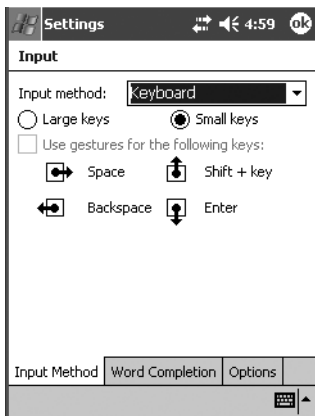 Settings 4:59 ok
Input
Input method: Keyboard
Large keys Small keys
Use gestures for the following keys:
Space Shift + key
Backspace Enter
Input Method Word Completion Options